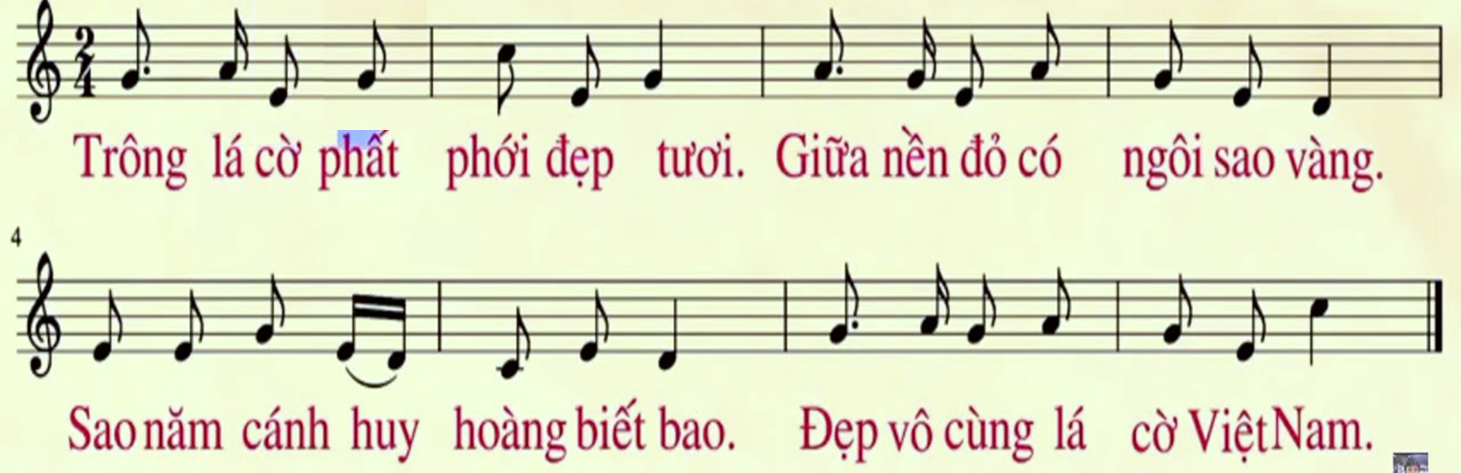 2
4
Trông lá cờ phất phới đẹp tươi. Giữa nền đỏ có ngôi sao vàng.
4
Sao năm cánh huy hoàng biết bao. Đẹp vô cùng lá cờ Việt Nam.